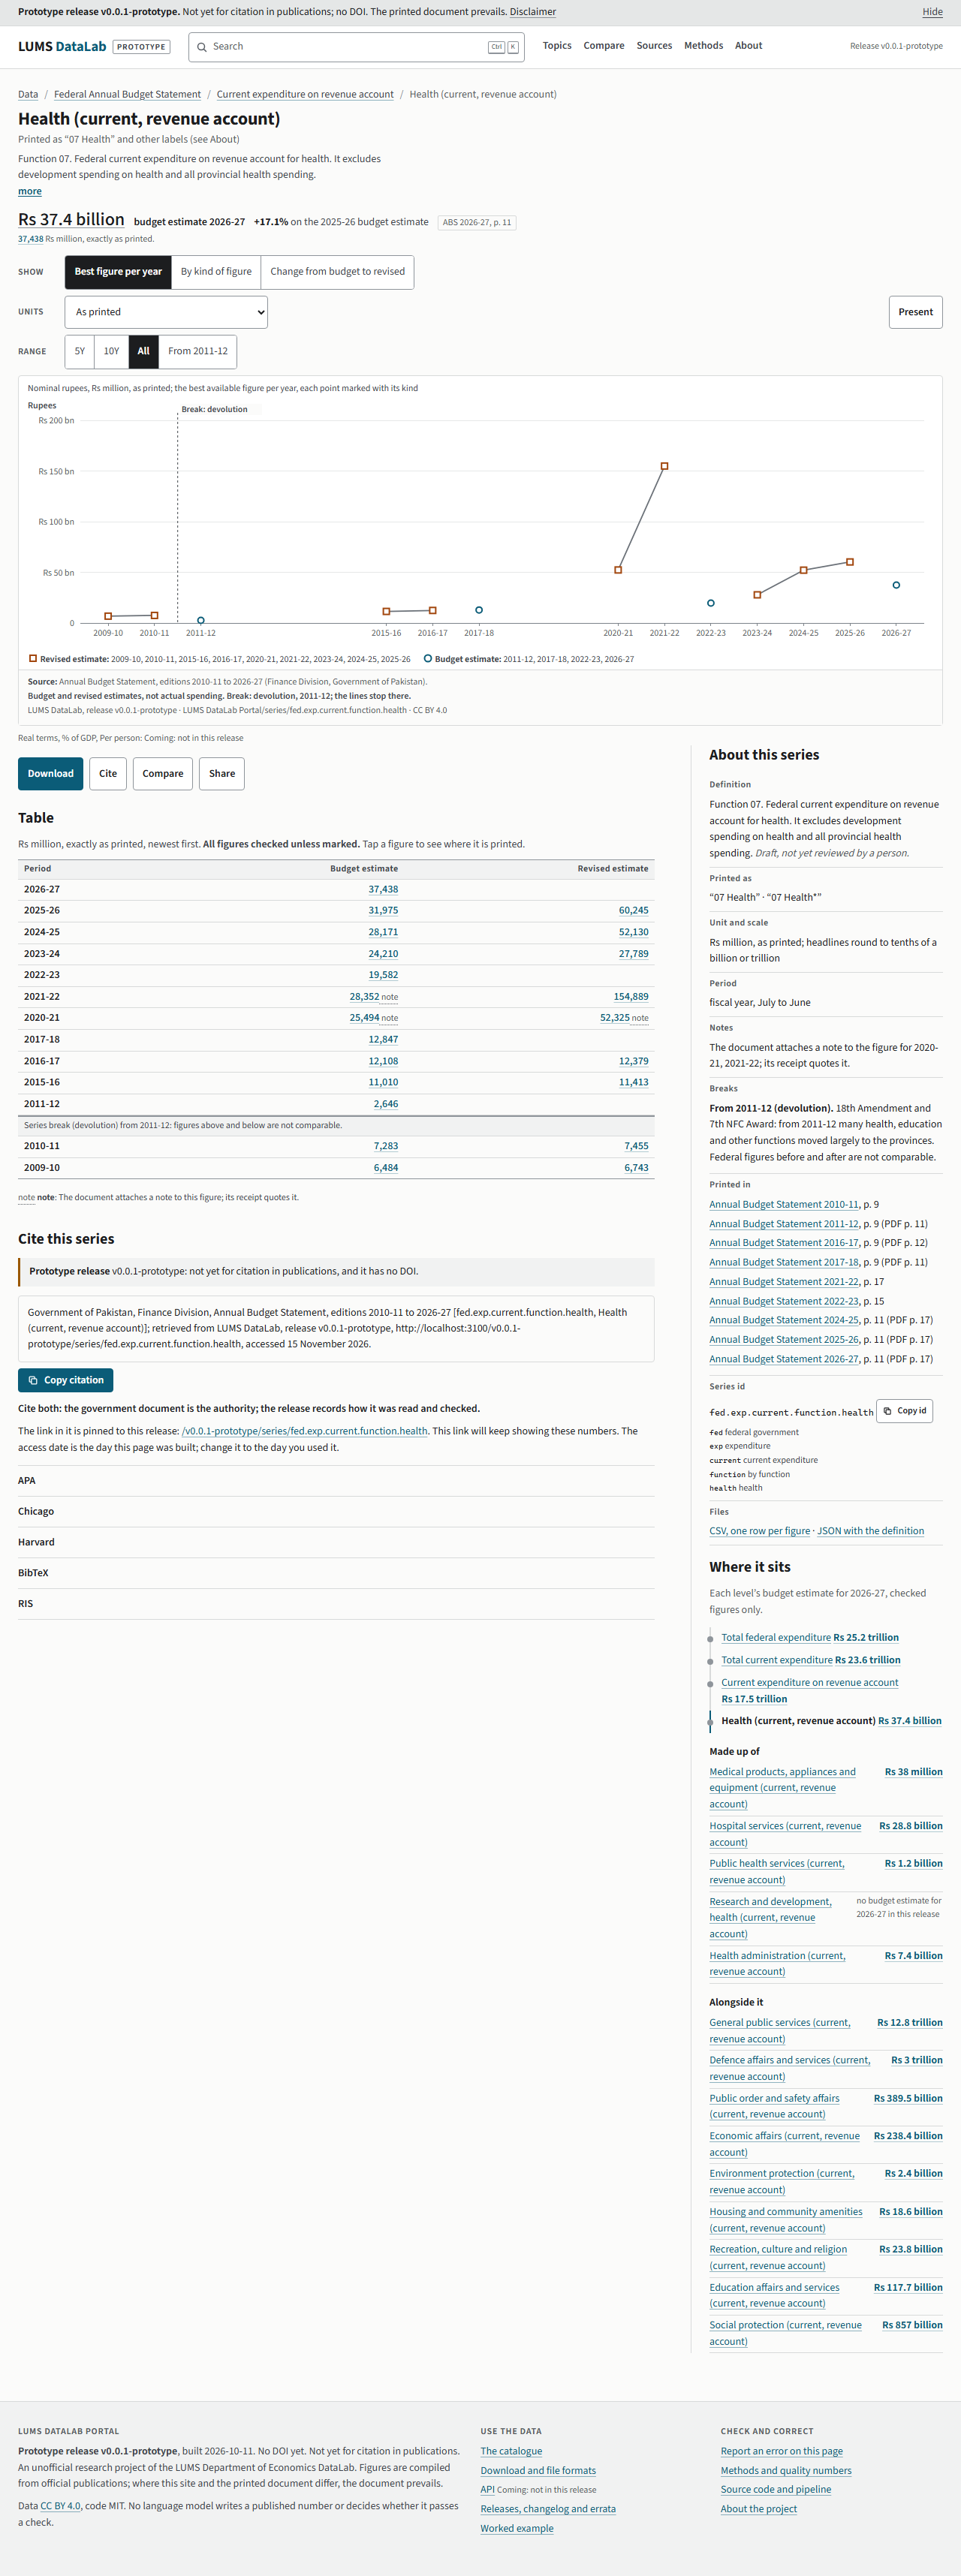 Prototype release v0.0.1-prototype. Not yet for citation in publications; no DOI. The printed document prevails. Disclaimer
Hide
LUMS DataLab PROTOTYPE
Search
Ctrl K
Topics Compare Sources Methods About
Release v0.0.1-prototype
Data / Federal Annual Budget Statement / Current expenditure on revenue account / Health (current, revenue account)
Health (current, revenue account)
Printed as “07 Health” and other labels (see About)
Function 07. Federal current expenditure on revenue account for health. It excludes
development spending on health and all provincial health spending.
more
Rs 37.4 billion budget estimate 2026-27 +17.1% on the 2025-26 budget estimate ABS 2026-27, p. 11
37,438 Rs million, exactly as printed.
SHOW Best figure per year By kind of figure Change from budget to revised
UNITS As printed
Present
RANGE 5Y 10Y All From 2011-12
Nominal rupees, Rs million, as printed; the best available figure per year, each point marked with its kind
Rupees
Break: devolution
Rs 200 bn
Rs 150 bn
Rs 100 bn
Rs 50 bn
0
2009-10 2010-11 2011-12 2015-16 2016-17 2017-18 2020-21 2021-22 2022-23 2023-24 2024-25 2025-26 2026-27
Revised estimate: 2009-10, 2010-11, 2015-16, 2016-17, 2020-21, 2021-22, 2023-24, 2024-25, 2025-26 Budget estimate: 2011-12, 2017-18, 2022-23, 2026-27
Source: Annual Budget Statement, editions 2010-11 to 2026-27 (Finance Division, Government of Pakistan).
Budget and revised estimates, not actual spending. Break: devolution, 2011-12; the lines stop there.
LUMS DataLab, release v0.0.1-prototype · LUMS DataLab Portal/series/fed.exp.current.function.health · CC BY 4.0
Real terms, % of GDP, Per person: Coming: not in this release
Download Cite Compare Share
Table
Rs million, exactly as printed, newest first. All figures checked unless marked. Tap a figure to see where it is printed.
Period Budget estimate Revised estimate
2026-27 37,438
2025-26 31,975 60,245
2024-25 28,171 52,130
2023-24 24,210 27,789
2022-23 19,582
2021-22 28,352 note 154,889
2020-21 25,494 note 52,325 note
2017-18 12,847
2016-17 12,108 12,379
2015-16 11,010 11,413
2011-12 2,646
Series break (devolution) from 2011-12: figures above and below are not comparable.
2010-11 7,283 7,455
2009-10 6,484 6,743
note note: The document attaches a note to this figure; its receipt quotes it.
Cite this series
Prototype release v0.0.1-prototype: not yet for citation in publications, and it has no DOI.
Government of Pakistan, Finance Division, Annual Budget Statement, editions 2010-11 to 2026-27 [fed.exp.current.function.health, Health
(current, revenue account)]; retrieved from LUMS DataLab, release v0.0.1-prototype, http://localhost:3100/v0.0.1-
prototype/series/fed.exp.current.function.health, accessed 15 November 2026.
Copy citation
Cite both: the government document is the authority; the release records how it was read and checked.
The link in it is pinned to this release: /v0.0.1-prototype/series/fed.exp.current.function.health. This link will keep showing these numbers. The
access date is the day this page was built; change it to the day you used it.
APA
Chicago
Harvard
BibTeX
RIS
About this series
Definition
Function 07. Federal current expenditure on revenue
account for health. It excludes development
spending on health and all provincial health
spending. Draft, not yet reviewed by a person.
Printed as
“07 Health” · “07 Health*”
Unit and scale
Rs million, as printed; headlines round to tenths of a
billion or trillion
Period
fiscal year, July to June
Notes
The document attaches a note to the figure for 2020-
21, 2021-22; its receipt quotes it.
Breaks
From 2011-12 (devolution). 18th Amendment and
7th NFC Award: from 2011-12 many health, education
and other functions moved largely to the provinces.
Federal figures before and after are not comparable.
Printed in
Annual Budget Statement 2010-11, p. 9
Annual Budget Statement 2011-12, p. 9 (PDF p. 11)
Annual Budget Statement 2016-17, p. 9 (PDF p. 12)
Annual Budget Statement 2017-18, p. 9 (PDF p. 11)
Annual Budget Statement 2021-22, p. 17
Annual Budget Statement 2022-23, p. 15
Annual Budget Statement 2024-25, p. 11 (PDF p. 17)
Annual Budget Statement 2025-26, p. 11 (PDF p. 17)
Annual Budget Statement 2026-27, p. 11 (PDF p. 17)
Series id
fed.exp.current.function.health Copy id
fed federal government
exp expenditure
current current expenditure
function by function
health health
Files
CSV, one row per figure · JSON with the definition
Where it sits
Each level's budget estimate for 2026-27, checked
figures only.
Total federal expenditure Rs 25.2 trillion
Total current expenditure Rs 23.6 trillion
Current expenditure on revenue account
Rs 17.5 trillion
Health (current, revenue account) Rs 37.4 billion
Made up of
Medical products, appliances and Rs 38 million
equipment (current, revenue
account)
Hospital services (current, revenue Rs 28.8 billion
account)
Public health services (current, Rs 1.2 billion
revenue account)
Research and development, no budget estimate for
health (current, revenue 2026-27 in this release
account)
Health administration (current, Rs 7.4 billion
revenue account)
Alongside it
General public services (current, Rs 12.8 trillion
revenue account)
Defence affairs and services (current, Rs 3 trillion
revenue account)
Public order and safety affairs Rs 389.5 billion
(current, revenue account)
Economic affairs (current, revenue Rs 238.4 billion
account)
Environment protection (current, Rs 2.4 billion
revenue account)
Housing and community amenities Rs 18.6 billion
(current, revenue account)
Recreation, culture and religion Rs 23.8 billion
(current, revenue account)
Education affairs and services Rs 117.7 billion
(current, revenue account)
Social protection (current, revenue Rs 857 billion
account)
LUMS DATALAB PORTAL
Prototype release v0.0.1-prototype, built 2026-10-11. No DOI yet. Not yet for citation in publications.
An unofficial research project of the LUMS Department of Economics DataLab. Figures are compiled
from official publications; where this site and the printed document differ, the document prevails.
Data CC BY 4.0, code MIT. No language model writes a published number or decides whether it passes
a check.
USE THE DATA
The catalogue
Download and file formats
API Coming: not in this release
Releases, changelog and errata
Worked example
CHECK AND CORRECT
Report an error on this page
Methods and quality numbers
Source code and pipeline
About the project